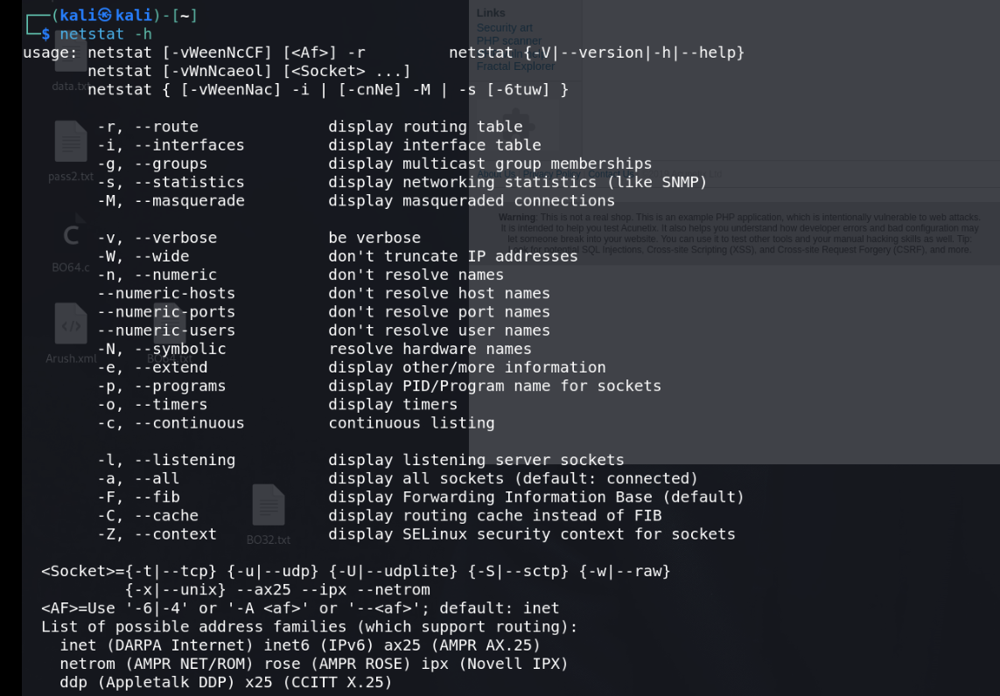 ┌──(kali㉿kali)-[~]
└─$ netstat -h
usage: netstat [-vWeenNcCF] [<Af>] -r         netstat {-V|--version|-h|--help}
       netstat [-vWnNcaeol] [<Socket> ...]
       netstat { [-vWeenNac] -i | [-cnNe] -M | -s [-6tuw] }

        -r, --route              display routing table
        -i, --interfaces         display interface table
        -g, --groups             display multicast group memberships
        -s, --statistics         display networking statistics (like SNMP)
        -M, --masquerade         display masqueraded connections

        -v, --verbose            be verbose
        -W, --wide               don't truncate IP addresses
        -n, --numeric            don't resolve names
        --numeric-hosts          don't resolve host names
        --numeric-ports          don't resolve port names
        --numeric-users          don't resolve user names
        -N, --symbolic           resolve hardware names
        -e, --extend             display other/more information
        -p, --programs           display PID/Program name for sockets
        -o, --timers             display timers
        -c, --continuous         continuous listing

        -l, --listening          display listening server sockets
        -a, --all                display all sockets (default: connected)
        -F, --fib                display Forwarding Information Base (default)
        -C, --cache              display routing cache instead of FIB
        -Z, --context            display SELinux security context for sockets

  <Socket>={-t|--tcp} {-u|--udp} {-U|--udplite} {-S|--sctp} {-w|--raw}
           {-x|--unix} --ax25 --ipx --netrom
  <AF>=Use '-6|-4' or '-A <af>' or '--<af>'; default: inet
  List of possible address families (which support routing):
    inet (DARPA Internet) inet6 (IPv6) ax25 (AMPR AX.25)
    netrom (AMPR NET/ROM) rose (AMPR ROSE) ipx (Novell IPX)
    ddp (Appletalk DDP) x25 (CCITT X.25)
Links
Security art
PHP scanner
Fractal Explorer
Warning: This is not a real shop. This is an example PHP application, which is intentionally vulnerable to web attacks.
It is intended to help you test Acunetix. It also helps you understand how developer errors and bad configuration may
let someone break into your website. You can use it to test other tools and your manual hacking skills as well. Tip:
for potential SQL Injections, Cross-site Scripting (XSS), and Cross-site Request Forgery (CSRF), and more.
data.txt
pass2.txt
C
BO64.c
Arush.xml
BO64.txt
BO32.txt